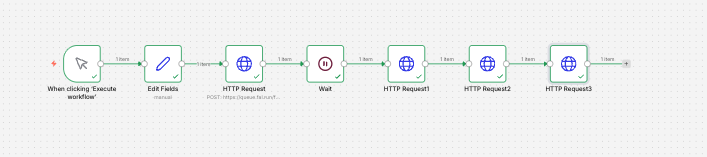 1 item
1 item
1 item
1 item
1 item
1 item
1 item
When clicking 'Execute
workflow'
Edit Fields
manual
HTTP Request
POST: https://queue.fal.run/f...
Wait
HTTP Request1
HTTP Request2
HTTP Request3